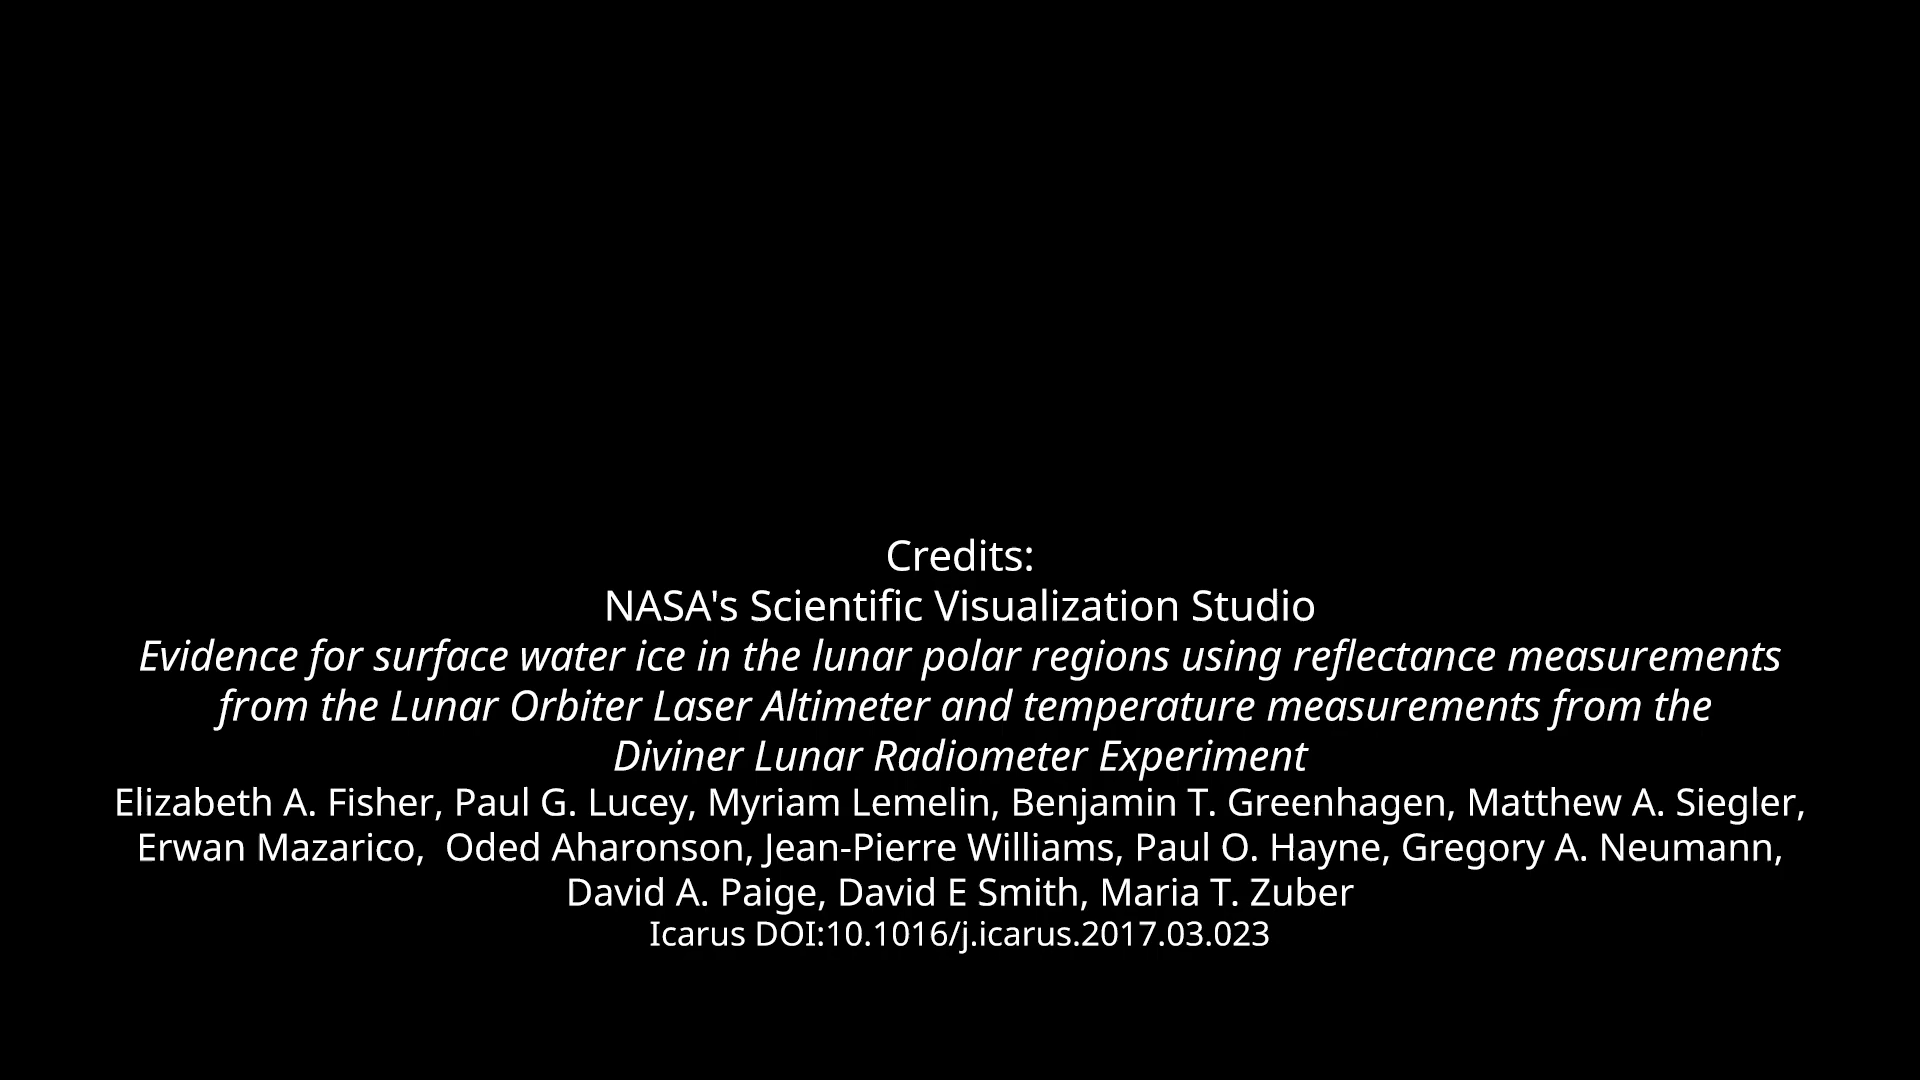 Credits:
NASA's Scientific Visualization Studio
Evidence for surface water ice in the lunar polar regions using reflectance measurements
from the Lunar Orbiter Laser Altimeter and temperature measurements from the
Diviner Lunar Radiometer Experiment
Elizabeth A. Fisher, Paul G. Lucey, Myriam Lemelin, Benjamin T. Greenhagen, Matthew A. Siegler,
Erwan Mazarico,  Oded Aharonson, Jean-Pierre Williams, Paul O. Hayne, Gregory A. Neumann,
David A. Paige, David E Smith, Maria T. Zuber
Icarus DOI:10.1016/j.icarus.2017.03.023